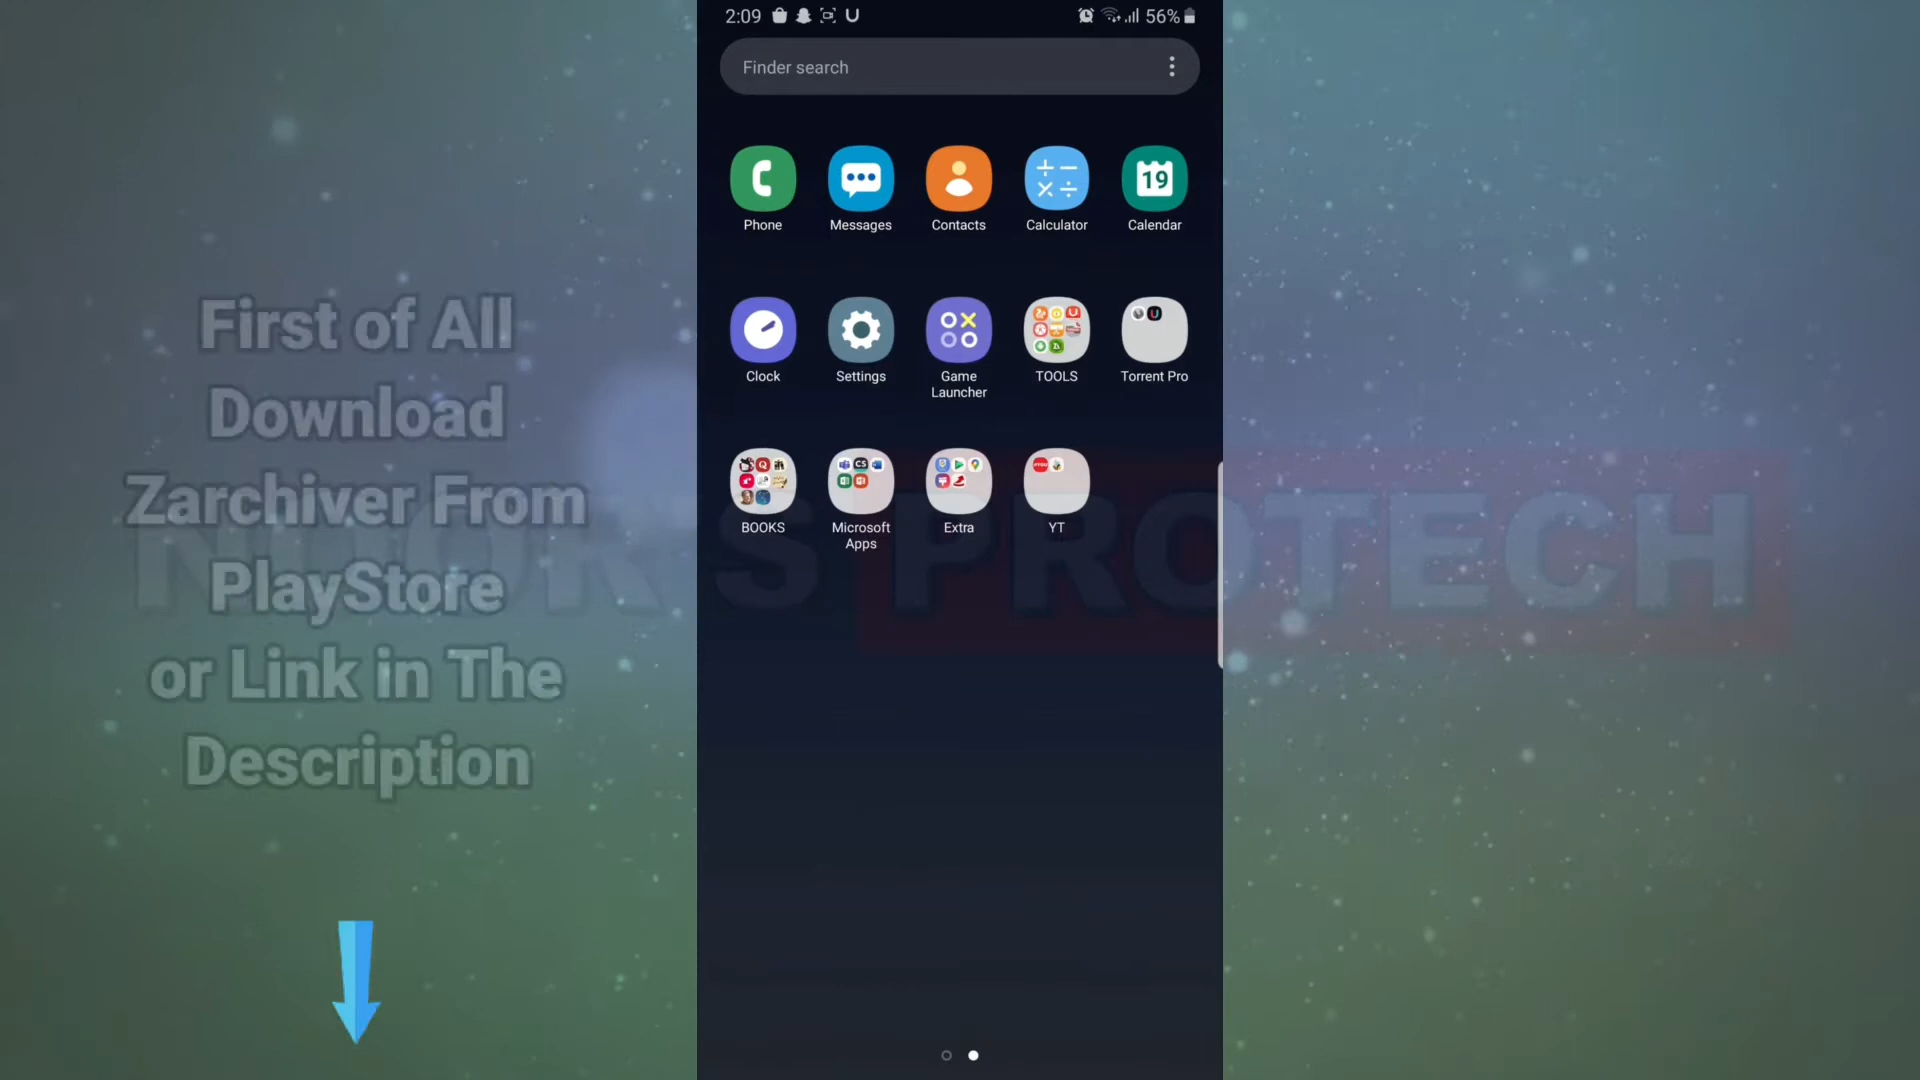 2:09
56%
Finder search
19
Phone
Messages
Contacts
Calculator
Calendar
Clock
Settings
Game
Launcher
TOOLS
Torrent Pro
BOOKS
Microsoft
Apps
Extra
YT
First of All
Download
Zarchiver From
PlayStore
or Link in The
Description
PROTECH